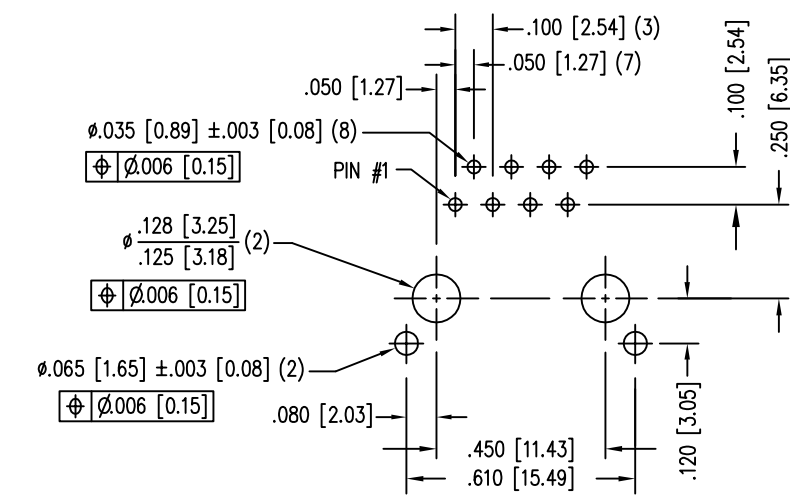 .100 [2.54] (3)
.050 [1.27] (7)
.050 [1.27]
.100 [2.54]
.250 [6.35]
ø.035 [0.89] ±.003 [0.08] (8)
⌖ Ø.006 [0.15]
PIN #1
ø .128 [3.25] (2)
.125 [3.18]
⌖ Ø.006 [0.15]
ø.065 [1.65] ±.003 [0.08] (2)
⌖ Ø.006 [0.15]
.080 [2.03]
.450 [11.43]
.610 [15.49]
.120 [3.05]